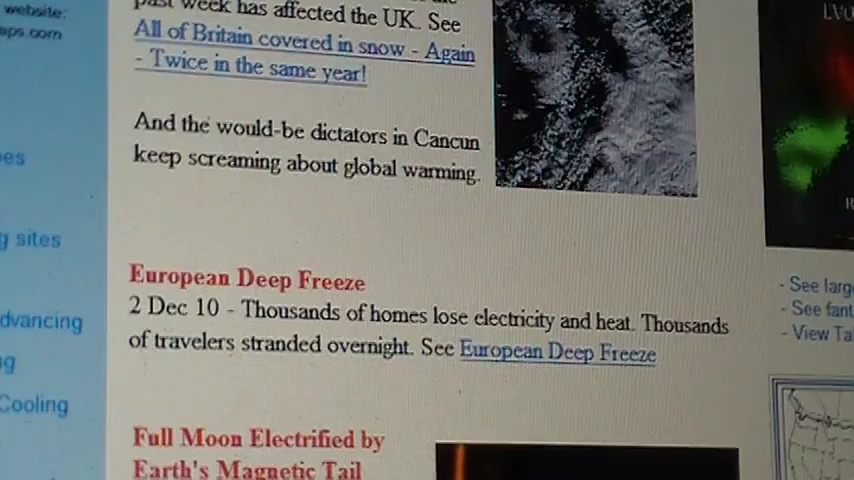 website:
past week has affected the UK. See
All of Britain covered in snow - Again
- Twice in the same year!
And the would-be dictators in Cancun
keep screaming about global warming.
g sites
dvancing
Cooling
European Deep Freeze
2 Dec 10 - Thousands of homes lose electricity and heat. Thousands
of travelers stranded overnight. See European Deep Freeze
Full Moon Electrified by
Earth's Magnetic Tail
- See larg
- See fant
- View Ta